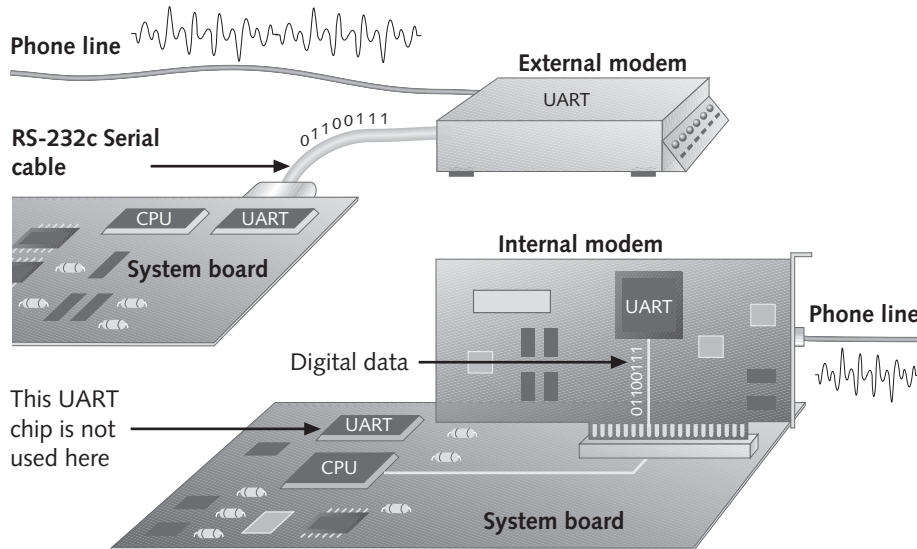 Phone line
External modem
UART
01100111
RS-232c Serial
cable
CPU
UART
System board
Internal modem
UART
Phone line
Digital data
01100111
This UART
chip is not
used here
UART
CPU
System board